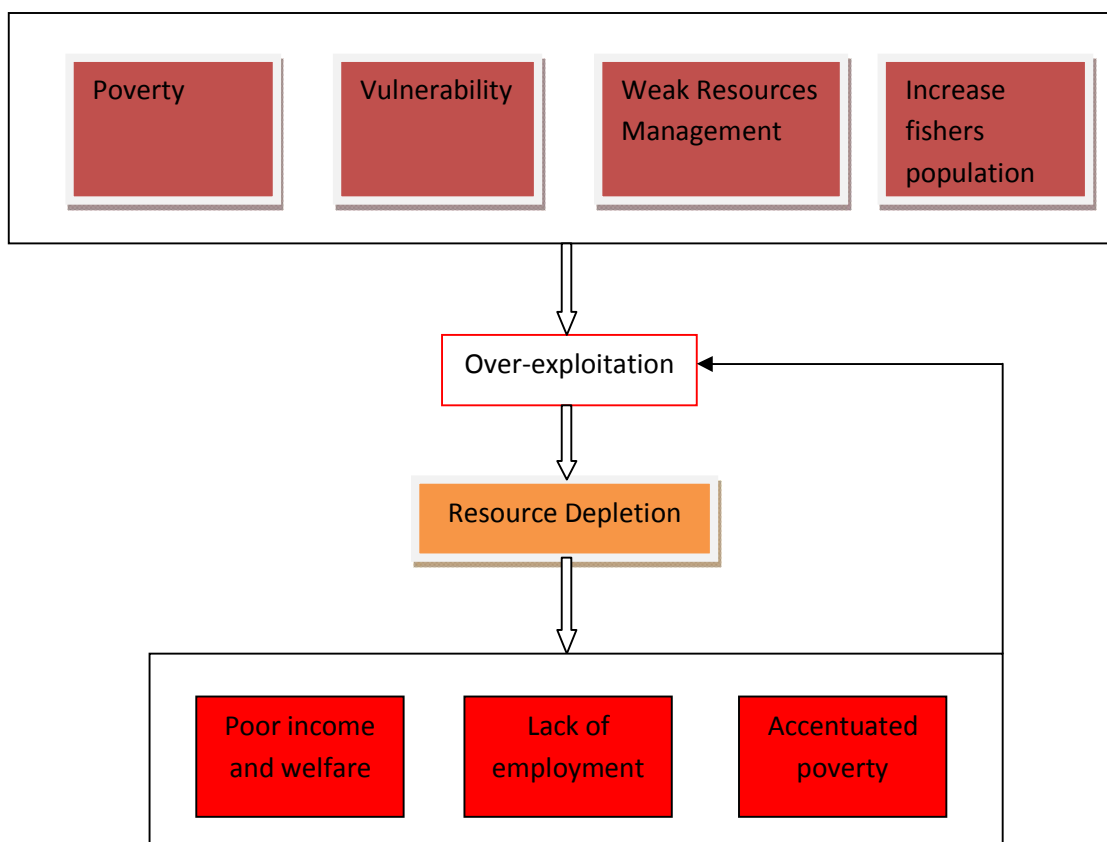 Poverty
Vulnerability
Weak Resources
Management
Increase
fishers
population
Over-exploitation
Resource Depletion
Poor income
and welfare
Lack of
employment
Accentuated
poverty